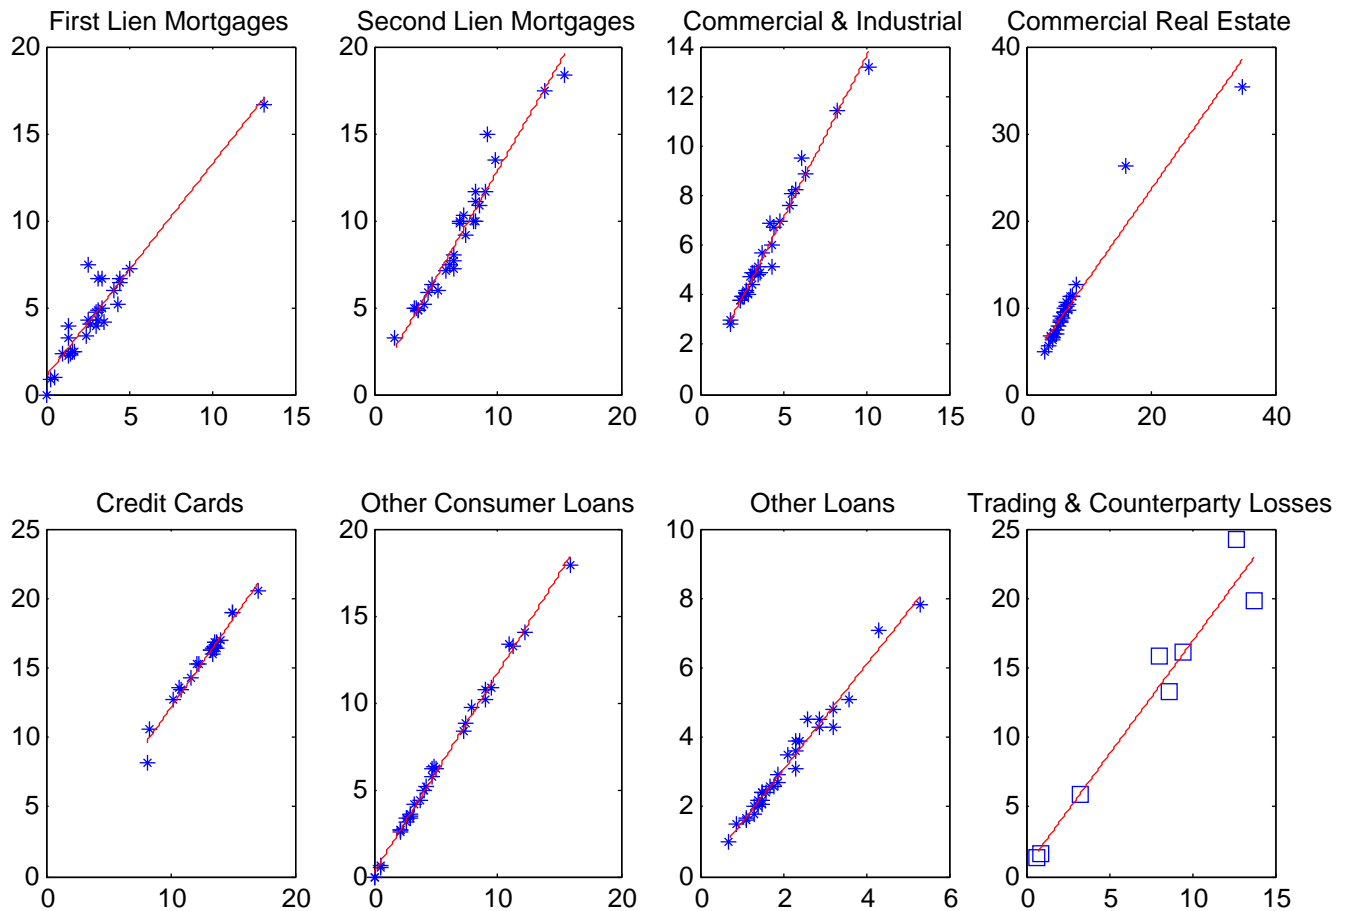 First Lien Mortgages
Second Lien Mortgages
Commercial & Industrial
Commercial Real Estate
20
15
10
5
0
0 5 10 15
20
15
10
5
0
0 10 20
14
12
10
8
6
4
2
0
0 5 10 15
40
30
20
10
0
0 20 40
Credit Cards
Other Consumer Loans
Other Loans
Trading & Counterparty Losses
25
20
15
10
5
0
0 10 20
20
15
10
5
0
0 10 20
10
8
6
4
2
0
0 2 4 6
25
20
15
10
5
0
0 5 10 15